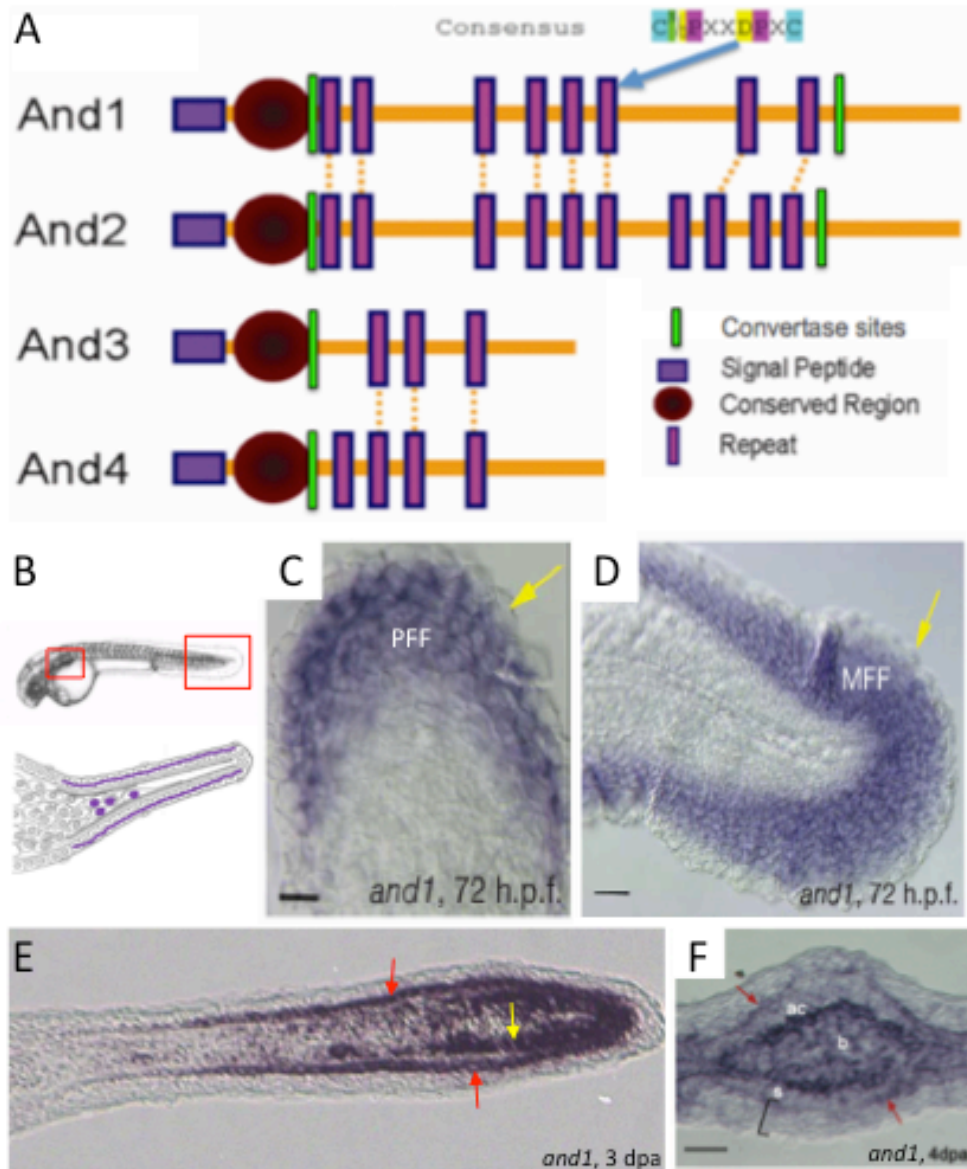 A
Consensus
And1
And2
And3
And4
Convertase sites
Signal Peptide
Conserved Region
Repeat
B
C
PFF
and1, 72 h.p.f.
D
MFF
and1, 72 h.p.f.
E
and1, 3 dpa
F
ac
b
s
and1, 4dpa